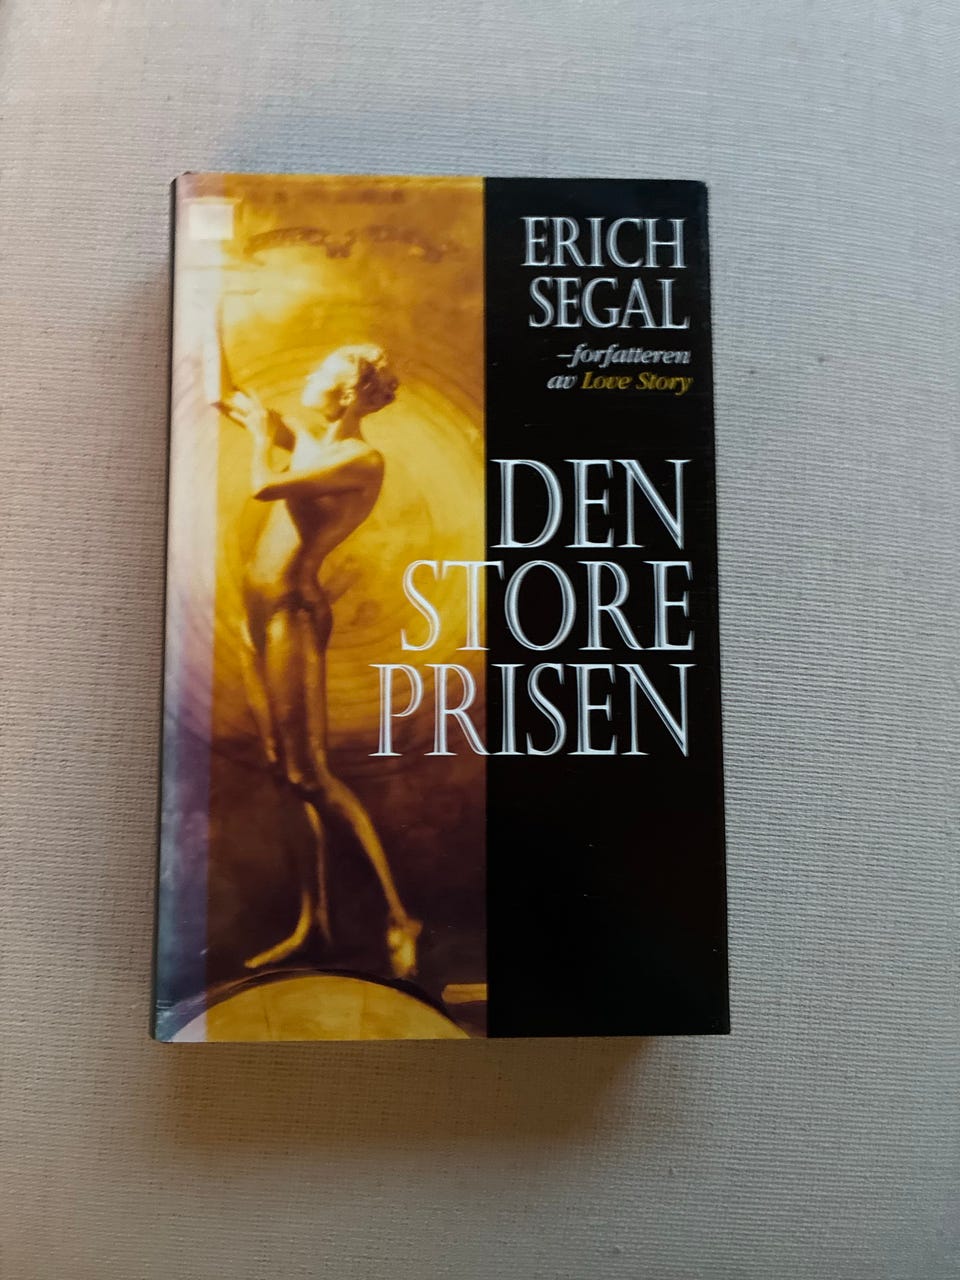 ERICH
SEGAL
–forfatteren
av Love Story
DEN
STORE
PRISEN